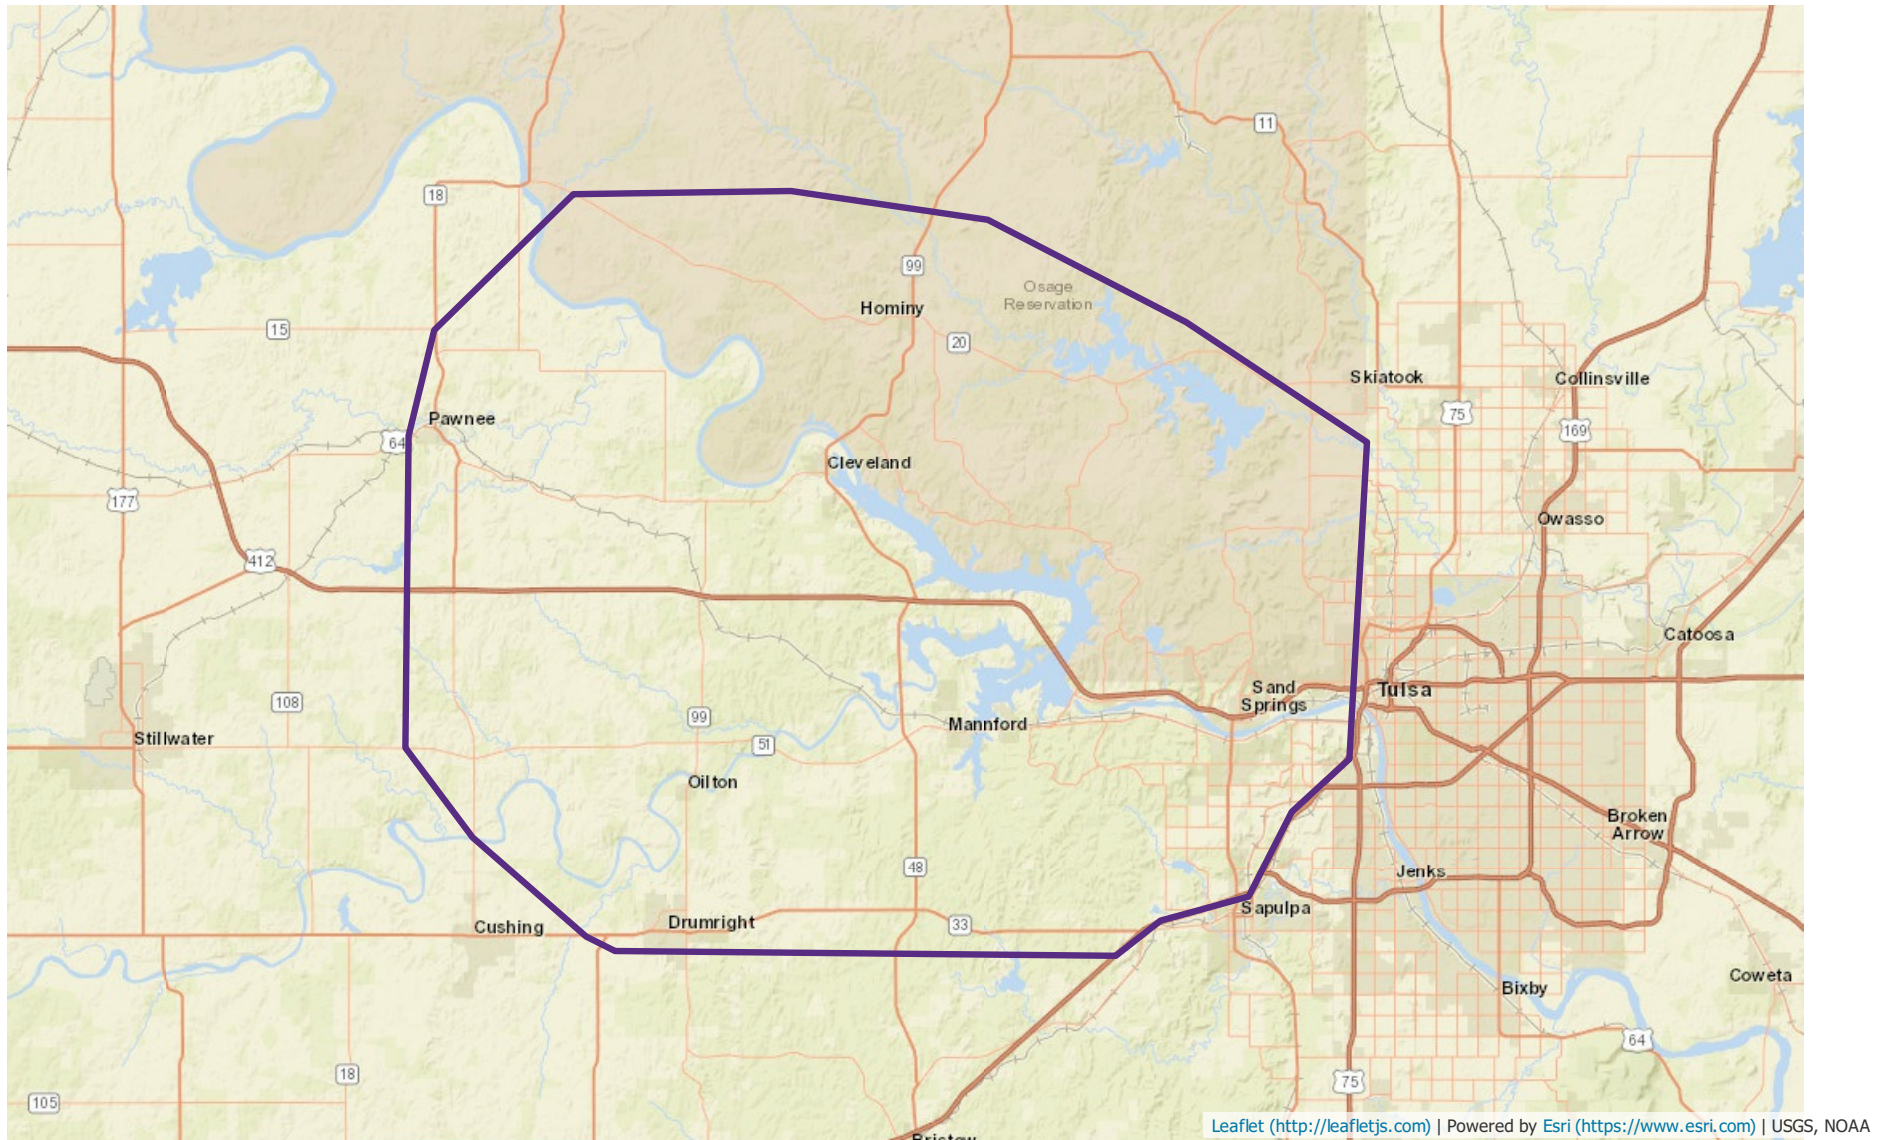 11
18
99
Osage
Reservation
Hominy
15
20
Skiatook
Collinsville
75
Pawnee
169
64
Cleveland
177
Owasso
412
Catoosa
Sand
Springs
Tulsa
108
99
Mannford
Stillwater
51
Oilton
Broken
Arrow
48
Jenks
Sapulpa
Cushing
Drumright
33
Coweta
Bixby
64
18
75
105
Bristow
Leaflet (http://leafletjs.com) | Powered by Esri (https://www.esri.com) | USGS, NOAA